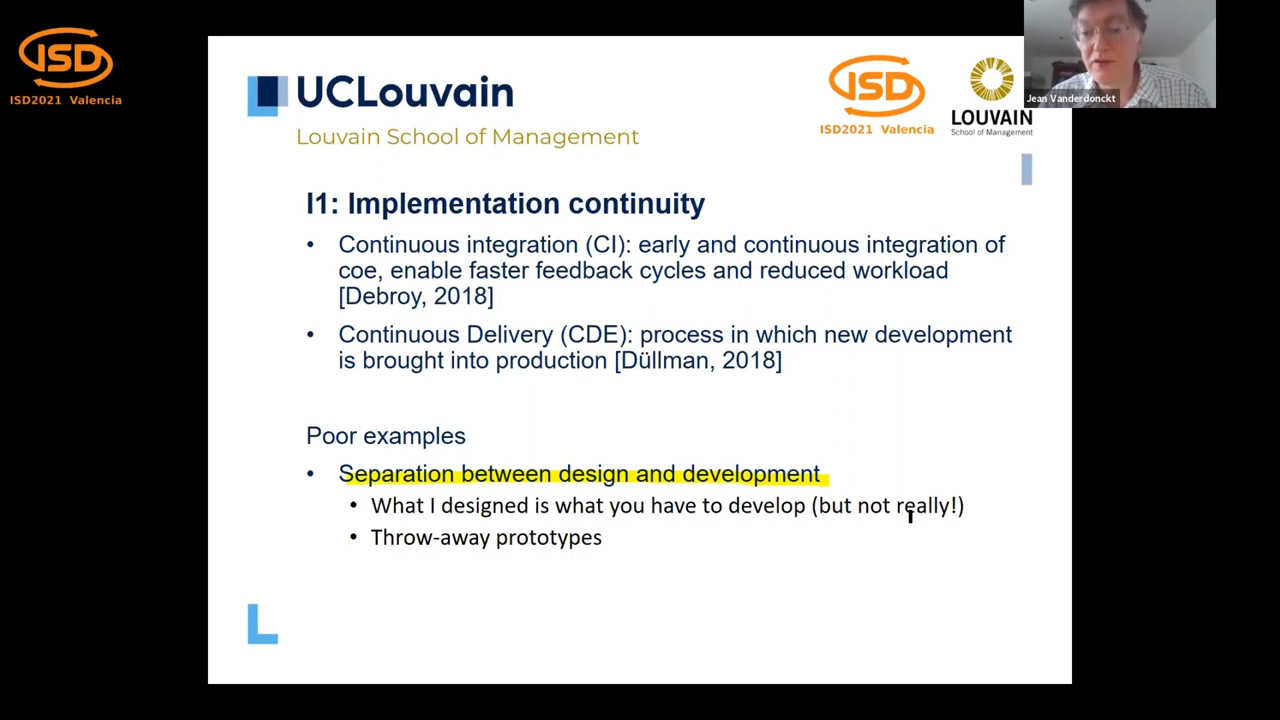 ISD
ISD2021 Valencia
UCLouvain
Louvain School of Management
ISD
ISD2021 Valencia
LOUVAIN
School of Management
Jean Vanderdonckt
I1: Implementation continuity
• Continuous integration (CI): early and continuous integration of
coe, enable faster feedback cycles and reduced workload
[Debroy, 2018]
• Continuous Delivery (CDE): process in which new development
is brought into production [Düllman, 2018]
Poor examples
• Separation between design and development
• What I designed is what you have to develop (but not really!)
• Throw-away prototypes